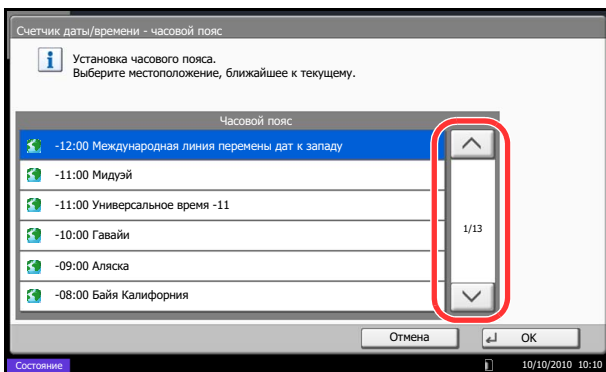 Счетчик даты/времени - часовой пояс
Установка часового пояса.
Выберите местоположение, ближайшее к текущему.
Часовой пояс
-12:00 Международная линия перемены дат к западу
-11:00 Мидуэй
-11:00 Универсальное время -11
-10:00 Гавайи
1/13
-09:00 Аляска
-08:00 Байя Калифорния
Отмена
OK
Состояние
10/10/2010 10:10